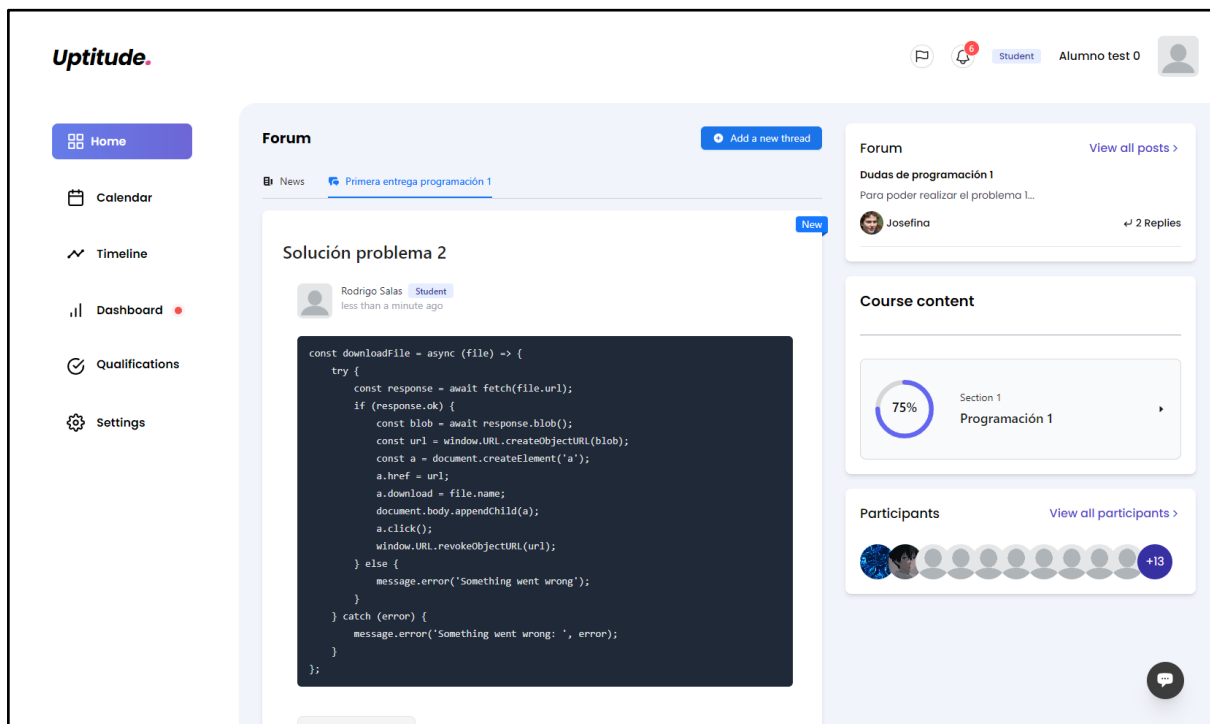 Uptitude.
6
Student
Alumno test 0
Home
Calendar
Timeline
Dashboard
Qualifications
Settings
Forum
Add a new thread
News
Primera entrega programación 1
New
Solución problema 2
Rodrigo Salas Student
less than a minute ago
const downloadFile = async (file) => {
    try {
        const response = await fetch(file.url);
        if (response.ok) {
            const blob = await response.blob();
            const url = window.URL.createObjectURL(blob);
            const a = document.createElement('a');
            a.href = url;
            a.download = file.name;
            document.body.appendChild(a);
            a.click();
            window.URL.revokeObjectURL(url);
        } else {
            message.error('Something went wrong');
        }
    } catch (error) {
        message.error('Something went wrong: ', error);
    }
};
Forum
View all posts >
Dudas de programación 1
Para poder realizar el problema 1...
Josefina
2 Replies
Course content
75%
Section 1
Programación 1
Participants
View all participants >
+13